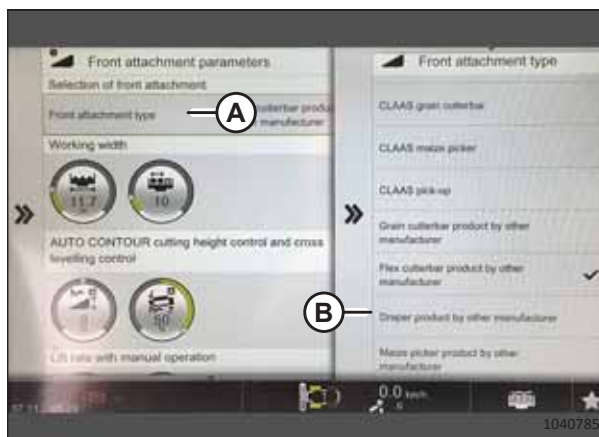 Front attachment parameters
Selection of front attachment
Front attachment type
cutterbar produ
manufacturer
A
Working width
11.7
10
AUTO CONTOUR cutting height control and cross
levelling control
50
Lift rate with manual operation
Front attachment type
CLAAS grain cutterbar
CLAAS maize picker
CLAAS pick-up
Grain cutterbar product by other
manufacturer
Flex cutterbar product by other
manufacturer
B
Draper product by other manufacturer
Maize picker product by other
manufacturer
0.0 km/h
1040785